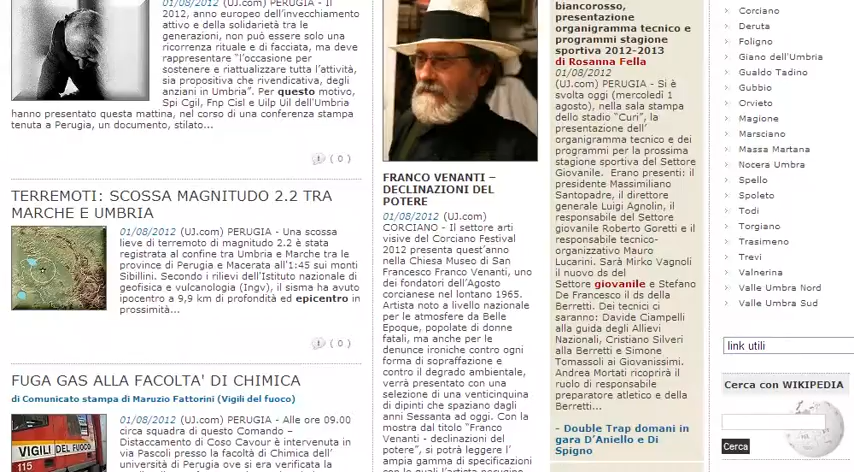 01/08/2012 (UJ.com) PERUGIA - Il
2012, anno europeo dell'invecchiamento
attivo e della solidarietà tra le
generazioni, non può essere solo una
ricorrenza rituale e di facciata, ma deve
rappresentare "l'occasione per
sostenere e riattualizzare tutta l'attività,
sia propositiva che rivendicativa, degli
anziani in Umbria". Per questo motivo,
Spi Cgil, Fnp Cisl e Uilp Uil dell'Umbria
hanno presentato questa mattina, nel corso di una conferenza stampa
tenuta a Perugia, un documento, stilato...
( 0 )
TERREMOTI: SCOSSA MAGNITUDO 2.2 TRA
MARCHE E UMBRIA
01/08/2012 (UJ.com) PERUGIA - Una scossa
lieve di terremoto di magnitudo 2.2 è stata
registrata al confine tra Umbria e Marche tra le
province di Perugia e Macerata all'1:45 sui monti
Sibillini. Secondo i rilievi dell'Istituto nazionale di
geofisica e vulcanologia (Ingv), il sisma ha avuto
ipocentro a 9,9 km di profondità ed epicentro in
prossimità...
( 0 )
FUGA GAS ALLA FACOLTA' DI CHIMICA
di Comunicato stampa di Maruzio Fattorini (Vigili del fuoco)
VIGILI DEL FUOCO
115
01/08/2012 (UJ.com) PERUGIA - Alle ore 09.00
circa squadra di questo Comando –
Distaccamento di Coso Cavour è intervenuta in
via Pascoli presso la facoltà di Chimica dell'
università di Perugia ove si era verificata la
FRANCO VENANTI –
DECLINAZIONI DEL
POTERE
01/08/2012 (UJ.com)
CORCIANO - Il settore arti
visive del Corciano Festival
2012 presenta quest'anno
nella Chiesa Museo di San
Francesco Franco Venanti, uno
dei fondatori dell'Agosto
corcianese nel lontano 1965.
Artista noto a livello nazionale
per le atmosfere da Belle
Epoque, popolate di donne
fatali, ma anche per le
denunce ironiche contro ogni
forma di sopraffazione e
contro il degrado ambientale,
verrà presentato con una
selezione di una venticinquina
di dipinti che spaziano dagli
anni Sessanta ad oggi. Con la
mostra dal titolo "Franco
Venanti - declinazioni del
potere", si potrà leggere l'
ampia gamma di specificazioni
con le quali l'artista perugino
biancorosso,
presentazione
organigramma tecnico e
programmi stagione
sportiva 2012-2013
di Rosanna Fella
01/08/2012
(UJ.com) PERUGIA - Si è
svolta oggi (mercoledì 1
agosto), nella sala stampa
dello stadio "Curi", la
presentazione dell'
organigramma tecnico e dei
programmi per la prossima
stagione sportiva del Settore
Giovanile. Erano presenti: il
presidente Massimiliano
Santopadre, il direttore
generale Luigi Agnolin, il
responsabile del Settore
giovanile Roberto Goretti e il
responsabile tecnico-
organizzativo Mauro
Lucarini. Sarà Mirko Vagnoli
il nuovo ds del
Settore giovanile e Stefano
De Francesco il ds della
Berretti. Dei tecnici ci
saranno: Davide Ciampelli
alla guida degli Allievi
Nazionali, Cristiano Silveri
alla Berretti e Simone
Tomassoli ai Giovanissimi.
Andrea Mortati ricoprirà il
ruolo di responsabile
preparatore atletico e della
Berretti...
- Double Trap domani in
gara D'Aniello e Di
Spigno
Corciano
Deruta
Foligno
Giano dell'Umbria
Gualdo Tadino
Gubbio
Orvieto
Magione
Marsciano
Massa Martana
Nocera Umbra
Spello
Spoleto
Todi
Torgiano
Trasimeno
Trevi
Valnerina
Valle Umbra Nord
Valle Umbra Sud
link utili
Cerca con WIKIPEDIA
Cerca